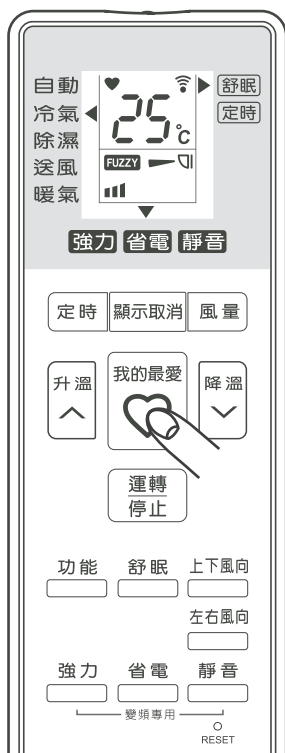 自動 舒眠
冷氣 25℃ 定時
除濕
送風 FUZZY
暖氣
強力 省電 靜音
定時 顯示取消 風量
升溫 我的最愛 降溫
運轉
停止
功能 舒眠 上下風向
左右風向
強力 省電 靜音
變頻專用
RESET